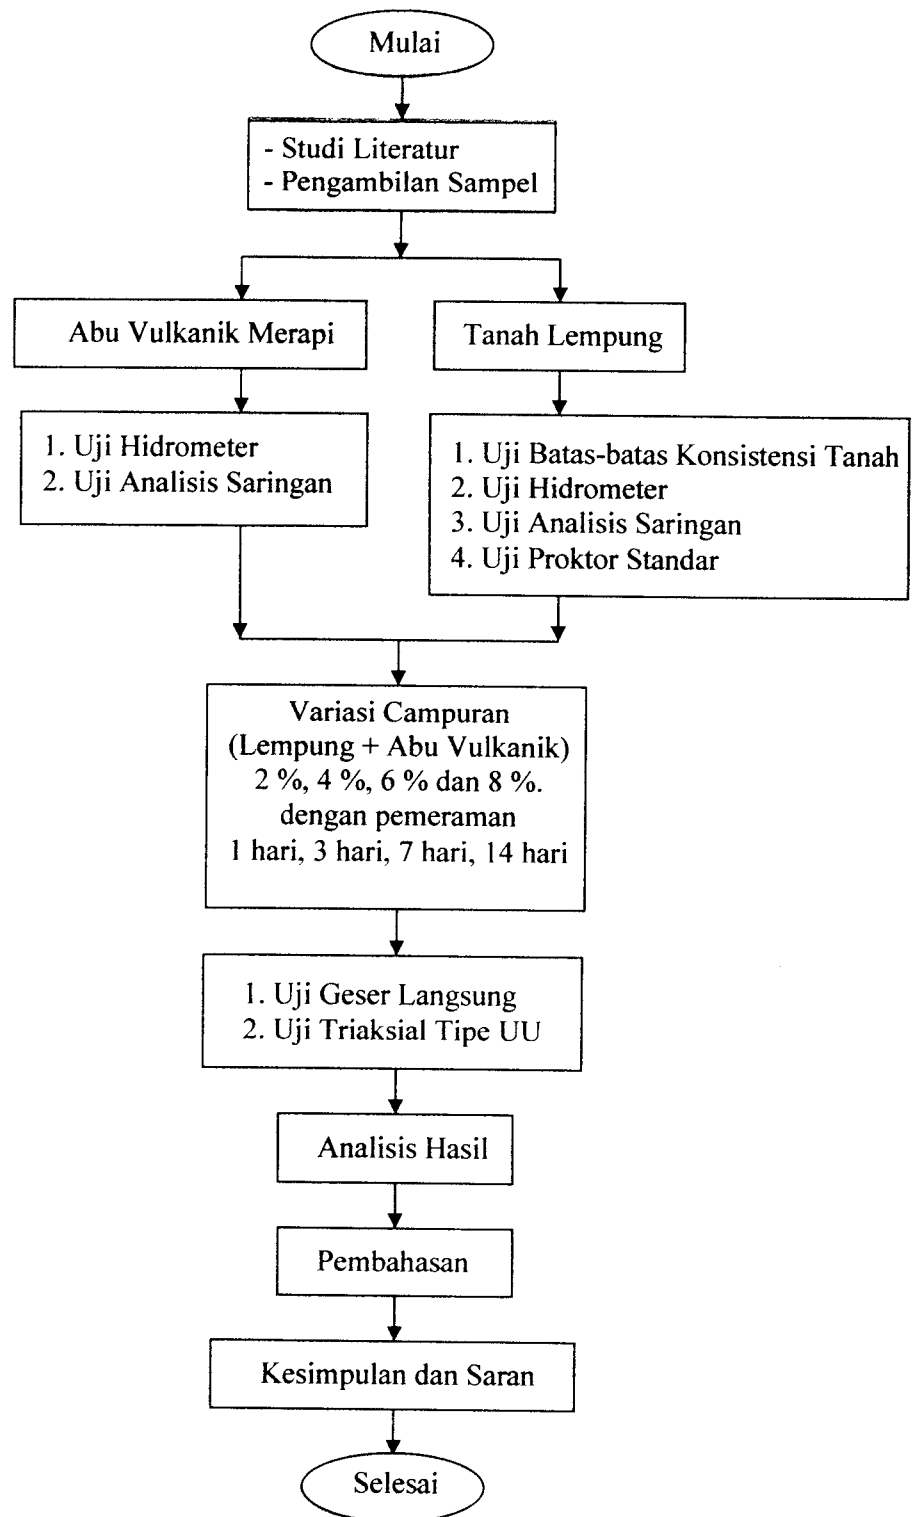 Mulai
- Studi Literatur
- Pengambilan Sampel
Abu Vulkanik Merapi
Tanah Lempung
1. Uji Hidrometer
2. Uji Analisis Saringan
1. Uji Batas-batas Konsistensi Tanah
2. Uji Hidrometer
3. Uji Analisis Saringan
4. Uji Proktor Standar
Variasi Campuran
(Lempung + Abu Vulkanik)
2 %, 4 %, 6 % dan 8 %.
dengan pemeraman
1 hari, 3 hari, 7 hari, 14 hari
1. Uji Geser Langsung
2. Uji Triaksial Tipe UU
Analisis Hasil
Pembahasan
Kesimpulan dan Saran
Selesai